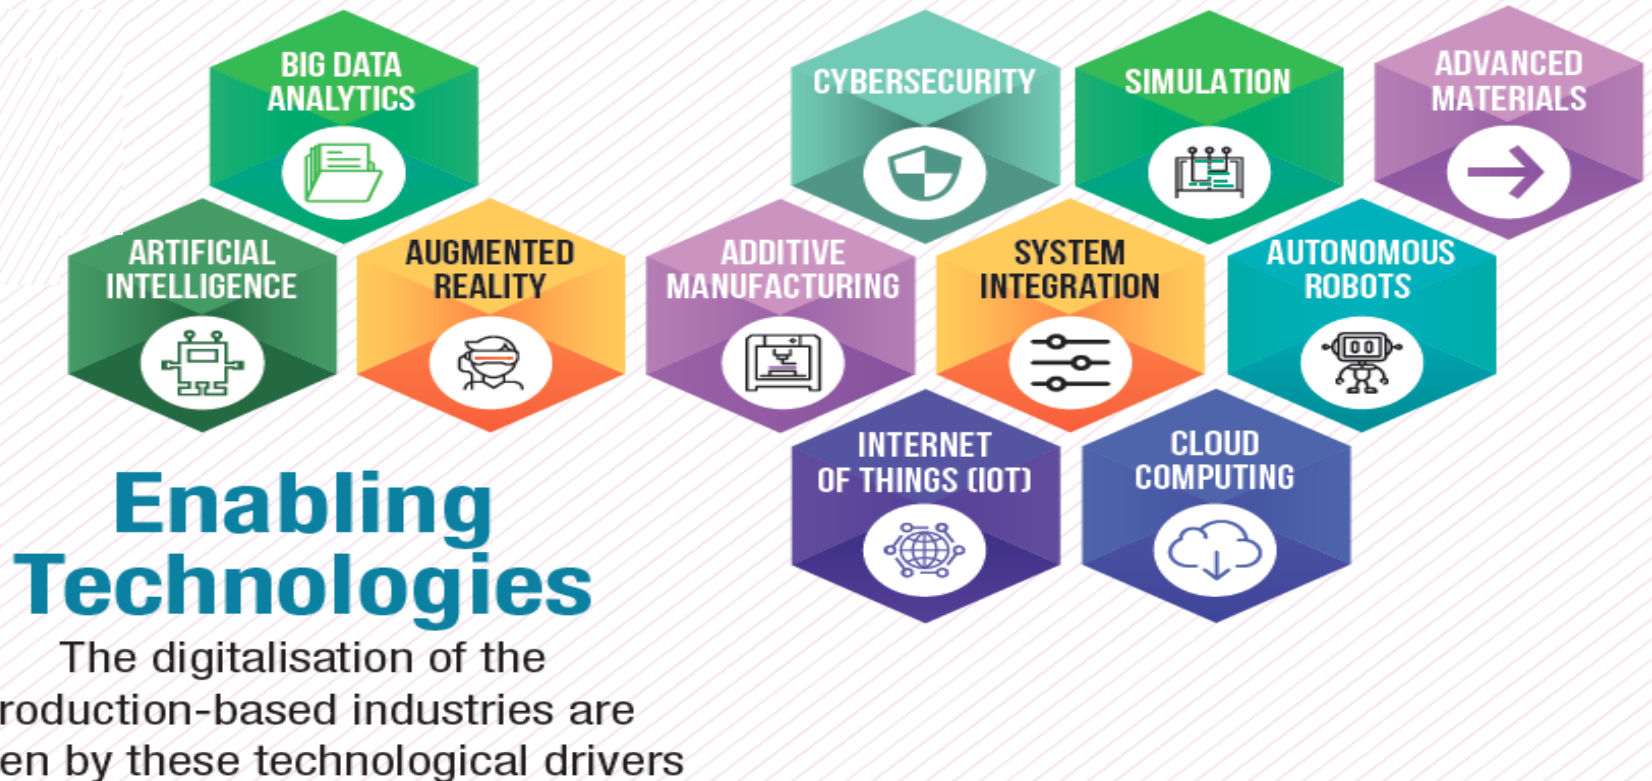 BIG DATA
ANALYTICS
CYBERSECURITY
SIMULATION
ADVANCED
MATERIALS
ARTIFICIAL
INTELLIGENCE
AUGMENTED
REALITY
ADDITIVE
MANUFACTURING
SYSTEM
INTEGRATION
AUTONOMOUS
ROBOTS
INTERNET
OF THINGS (IOT)
CLOUD
COMPUTING
Enabling
Technologies
The digitalisation of the
roduction-based industries are
en by these technological drivers